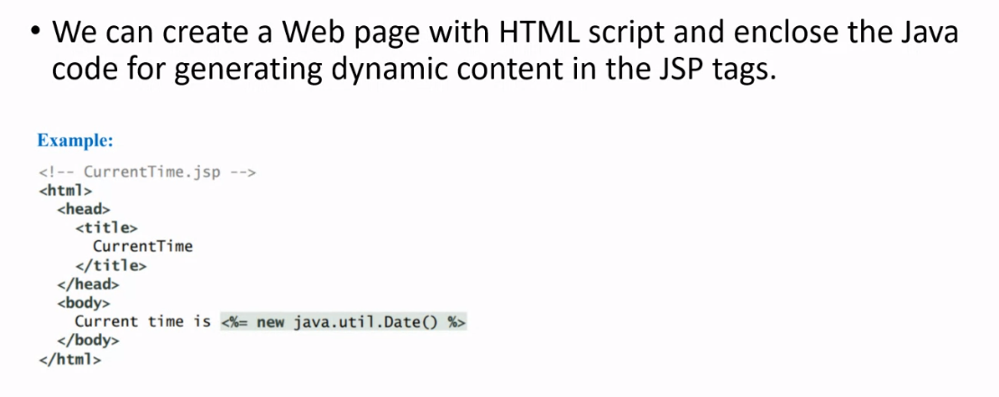 • We can create a Web page with HTML script and enclose the Java
code for generating dynamic content in the JSP tags.
Example:
<!-- CurrentTime.jsp -->
<html>
<head>
<title>
CurrentTime
</title>
</head>
<body>
Current time is <%= new java.util.Date() %>
</body>
</html>